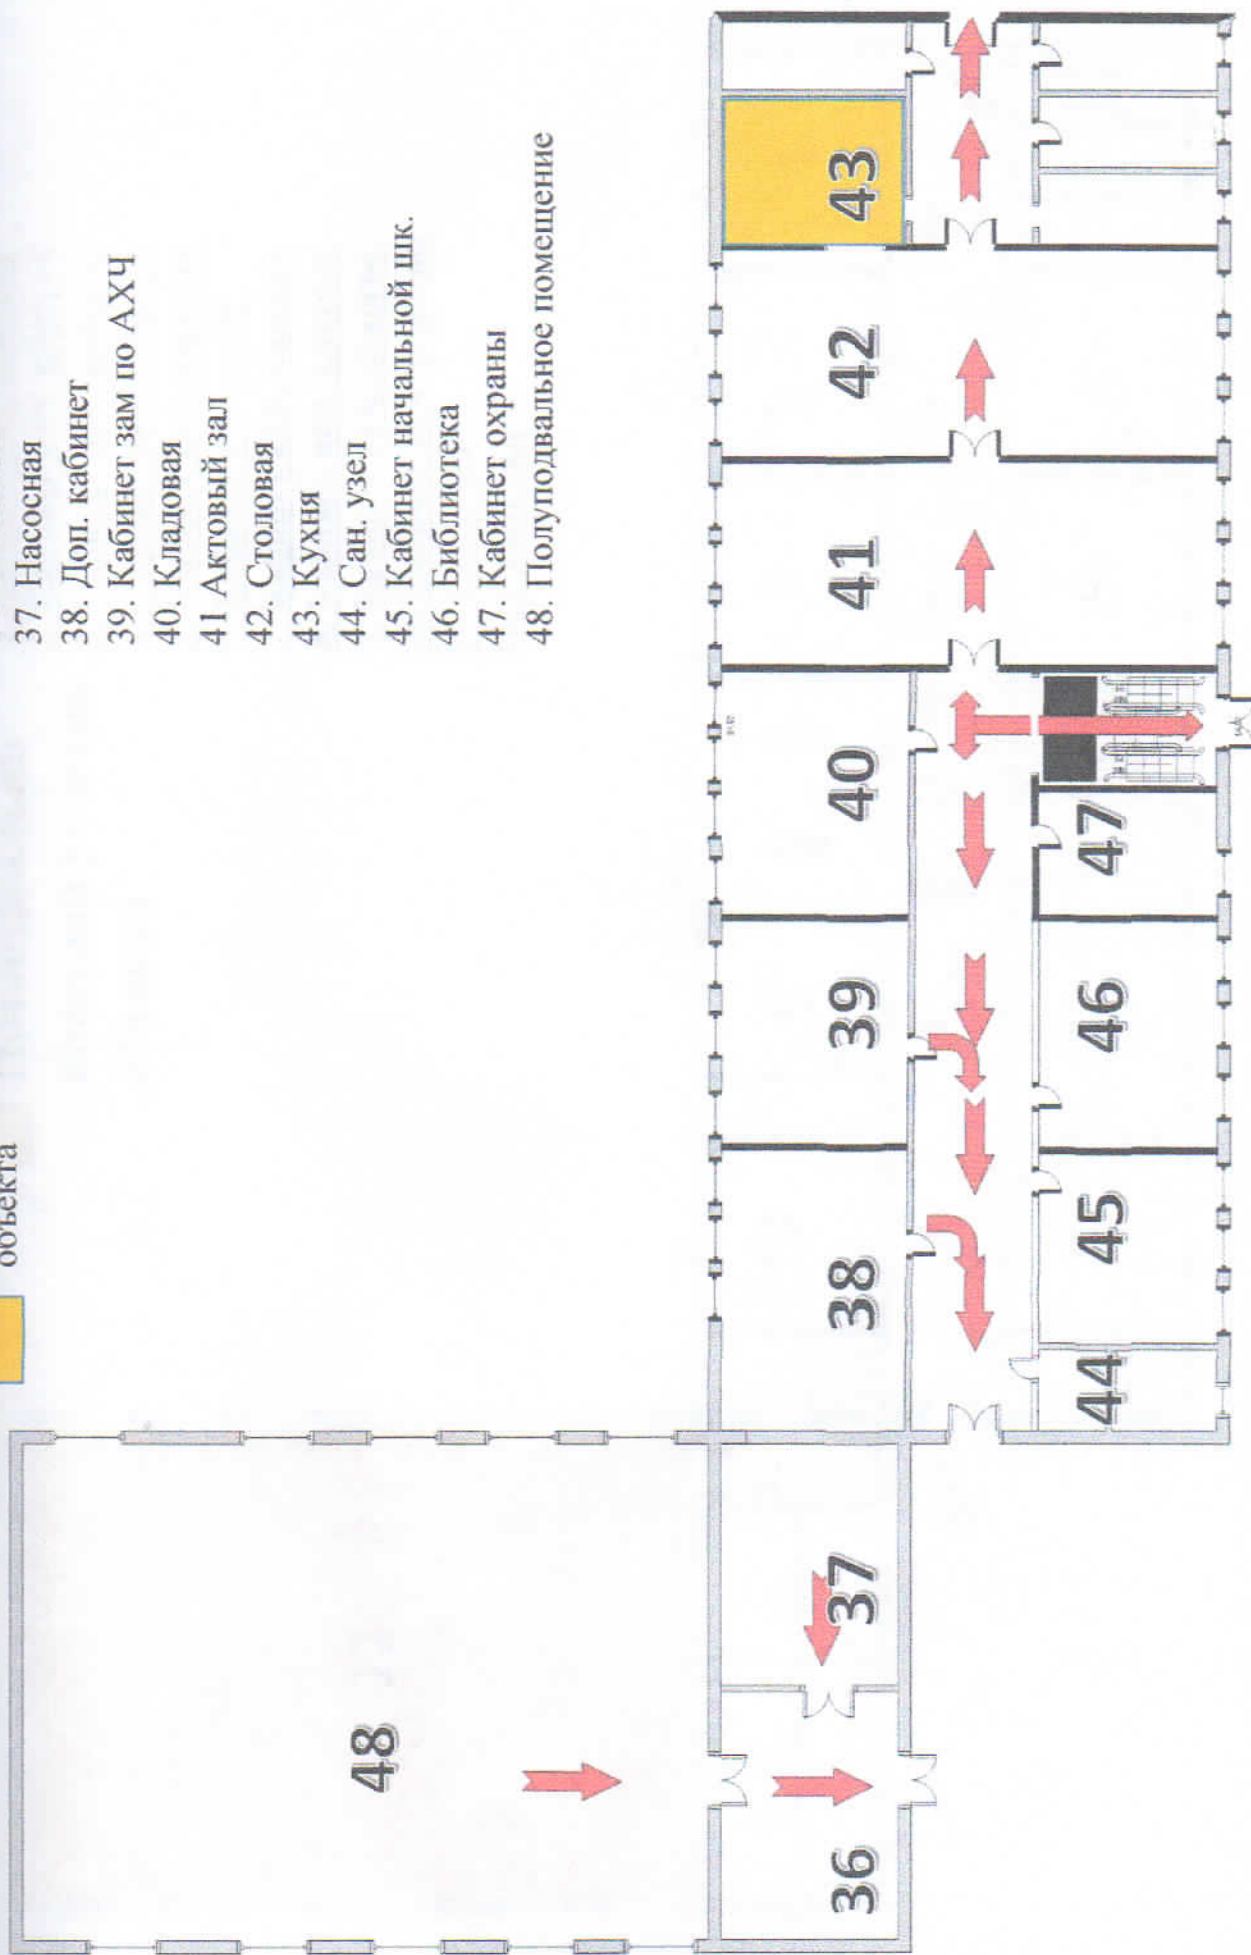 объекта
37. Насосная
38. Доп. кабинет
39. Кабинет зам по АХЧ
40. Кладовая
41 Актовый зал
42. Столовая
43. Кухня
44. Сан. узел
45. Кабинет начальной шк.
46. Библиотека
47. Кабинет охраны
48. Полуподвальное помещение
48
36
37
38
39
40
41
42
43
44
45
46
47